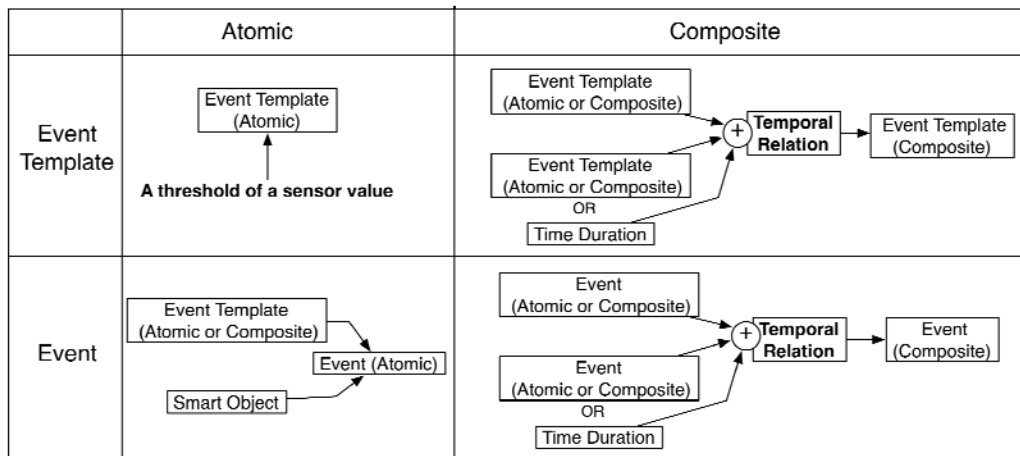 Atomic
Composite
Event
Template
Event Template
(Atomic)
A threshold of a sensor value
Event Template
(Atomic or Composite)
Event Template
(Atomic or Composite)
OR
Time Duration
+
Temporal
Relation
Event Template
(Composite)
Event
Event Template
(Atomic or Composite)
Smart Object
Event (Atomic)
Event
(Atomic or Composite)
Event
(Atomic or Composite)
OR
Time Duration
+
Temporal
Relation
Event
(Composite)